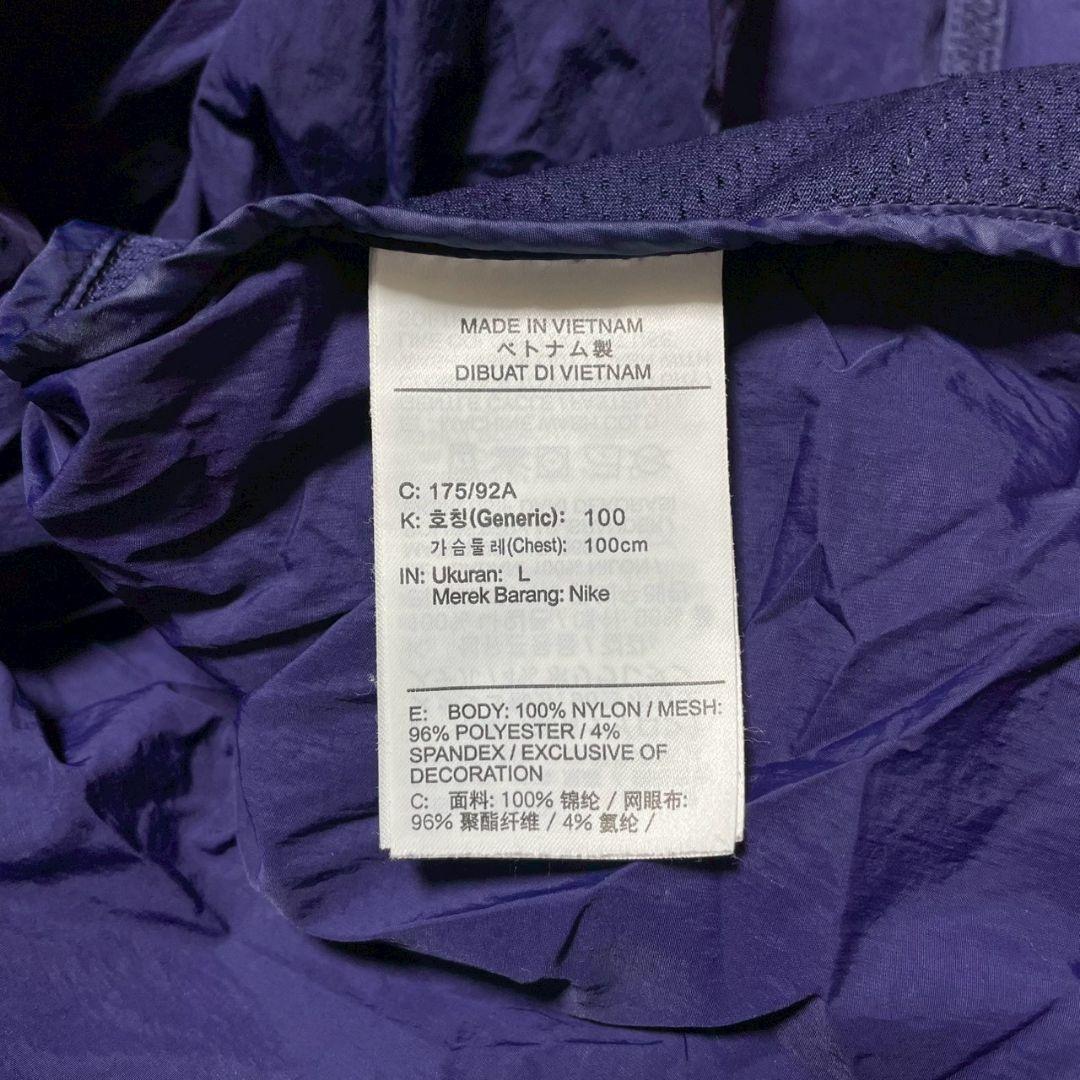 MADE IN VIETNAM
ベトナム製
DIBUAT DI VIETNAM
C: 175/92A
K: 호칭(Generic): 100
가슴둘레(Chest): 100cm
IN: Ukuran: L
Merek Barang: Nike
E: BODY: 100% NYLON / MESH:
96% POLYESTER / 4%
SPANDEX / EXCLUSIVE OF
DECORATION
C: 面料: 100% 锦纶 / 网眼布:
96% 聚酯纤维 / 4% 氨纶 /